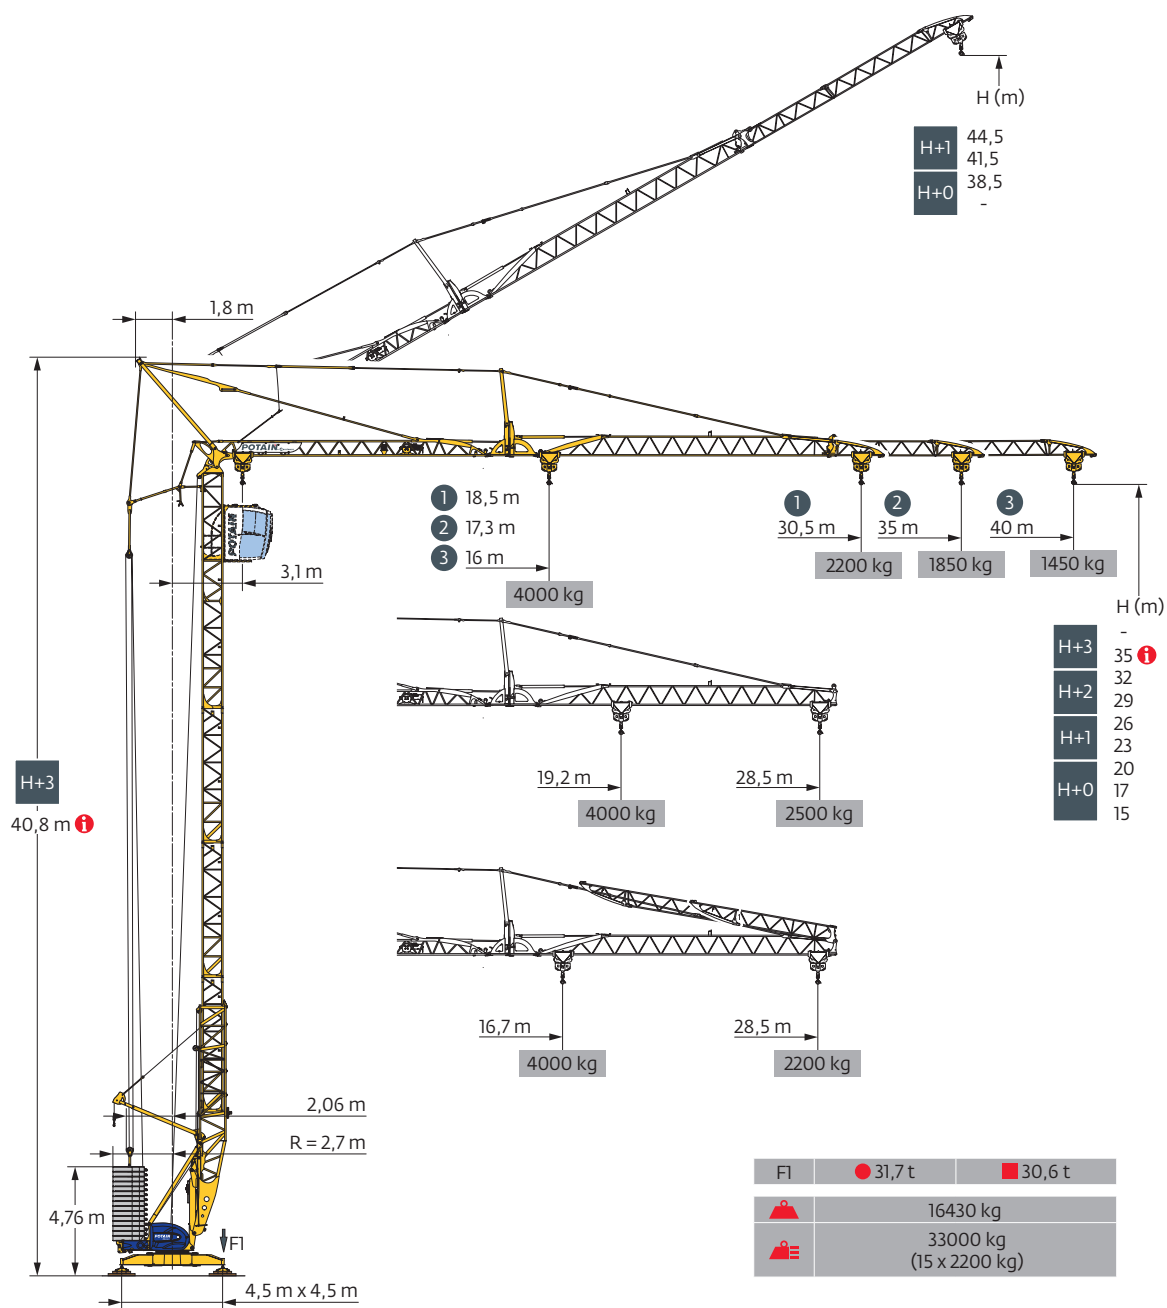 H (m)
H+1
44,5
41,5
H+0
38,5
-
1,8 m
POTAIN
POTAIN
3,1 m
1 18,5 m
2 17,3 m
3 16 m
4000 kg
1
30,5 m
2200 kg
2
35 m
1850 kg
3
40 m
1450 kg
H (m)
H+3
-
35 i
H+2
32
29
H+1
26
23
H+0
20
17
15
19,2 m
4000 kg
28,5 m
2500 kg
H+3
40,8 m i
16,7 m
4000 kg
28,5 m
2200 kg
2,06 m
R = 2,7 m
4,76 m
POTAIN
F1
4,5 m x 4,5 m
F1 31,7 t 30,6 t
16430 kg
33000 kg
(15 x 2200 kg)